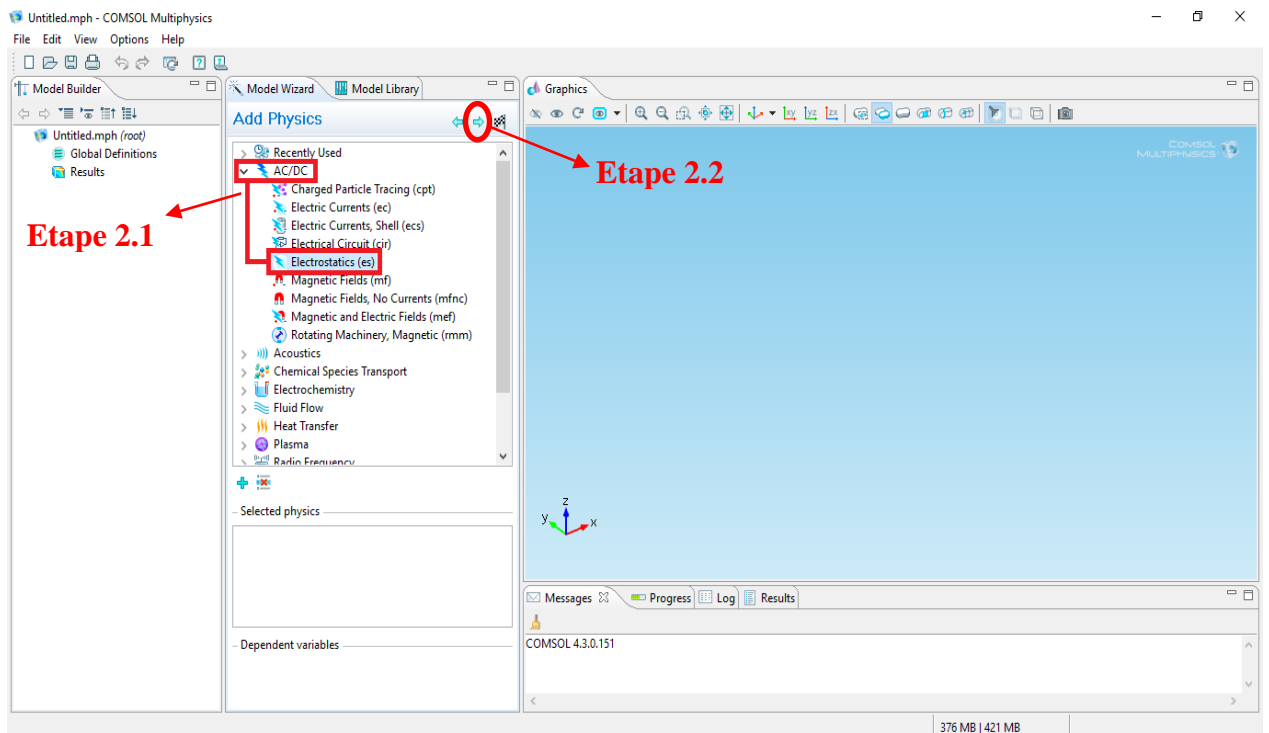 Untitled.mph - COMSOL Multiphysics
File Edit View Options Help
Model Builder
Untitled.mph (root)
Global Definitions
Results
Model Wizard
Model Library
Add Physics
Recently Used
AC/DC
Charged Particle Tracing (cpt)
Electric Currents (ec)
Electric Currents, Shell (ecs)
Electrical Circuit (cir)
Electrostatics (es)
Magnetic Fields (mf)
Magnetic Fields, No Currents (mfnc)
Magnetic and Electric Fields (mef)
Rotating Machinery, Magnetic (rmm)
Acoustics
Chemical Species Transport
Electrochemistry
Fluid Flow
Heat Transfer
Plasma
Radio Frequency
Etape 2.1
Selected physics
Dependent variables
Graphics
xy yz zx
COMSOL
MULTIPHYSICS
Etape 2.2
z
y
x
Messages
Progress
Log
Results
COMSOL 4.3.0.151
376 MB | 421 MB